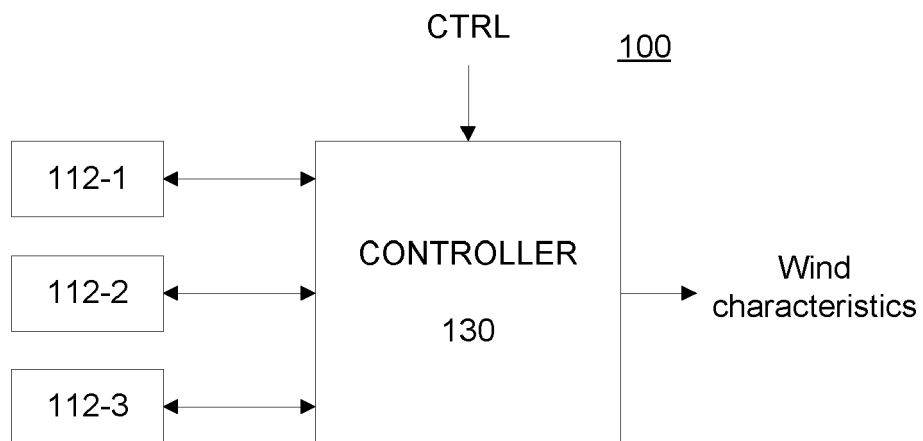 CTRL
100
112-1
CONTROLLER
130
112-2
112-3
Wind
characteristics